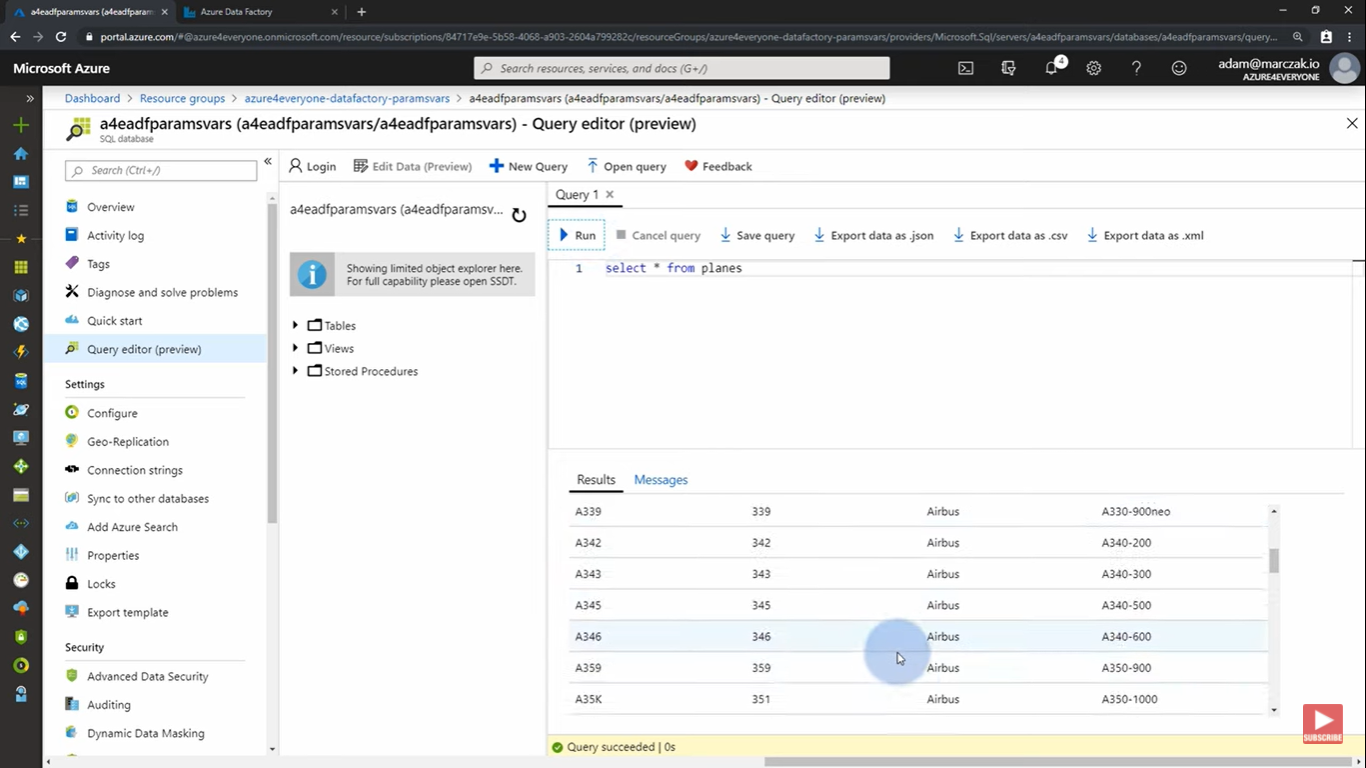 a4eadfparamsvars (a4eadfparam
Azure Data Factory
portal.azure.com/#@azure4everyone.onmicrosoft.com/resource/subscriptions/84717e9e-5b58-4068-a903-2604a799282c/resourceGroups/azure4everyone-datafactory-paramsvars/providers/Microsoft.Sql/servers/a4eadfparamsvars/databases/a4eadfparamsvars/query...
Microsoft Azure
Search resources, services, and docs (G+/)
4
adam@marczak.io
AZURE4EVERYONE
Dashboard > Resource groups > azure4everyone-datafactory-paramsvars > a4eadfparamsvars (a4eadfparamsvars/a4eadfparamsvars) - Query editor (preview)
a4eadfparamsvars (a4eadfparamsvars/a4eadfparamsvars) - Query editor (preview)
SQL database
Search (Ctrl+/)
Overview
Activity log
Tags
Diagnose and solve problems
Quick start
Query editor (preview)
Settings
Configure
Geo-Replication
Connection strings
Sync to other databases
Add Azure Search
Properties
Locks
Export template
Security
Advanced Data Security
Auditing
Dynamic Data Masking
Login
Edit Data (Preview)
New Query
Open query
Feedback
a4eadfparamsvars (a4eadfparamsv...
Showing limited object explorer here.
For full capability please open SSDT.
Tables
Views
Stored Procedures
Query 1
Run
Cancel query
Save query
Export data as .json
Export data as .csv
Export data as .xml
1 select * from planes
Results
Messages
A339 339 Airbus A330-900neo
A342 342 Airbus A340-200
A343 343 Airbus A340-300
A345 345 Airbus A340-500
A346 346 Airbus A340-600
A359 359 Airbus A350-900
A35K 351 Airbus A350-1000
Query succeeded | 0s
SUBSCRIBE